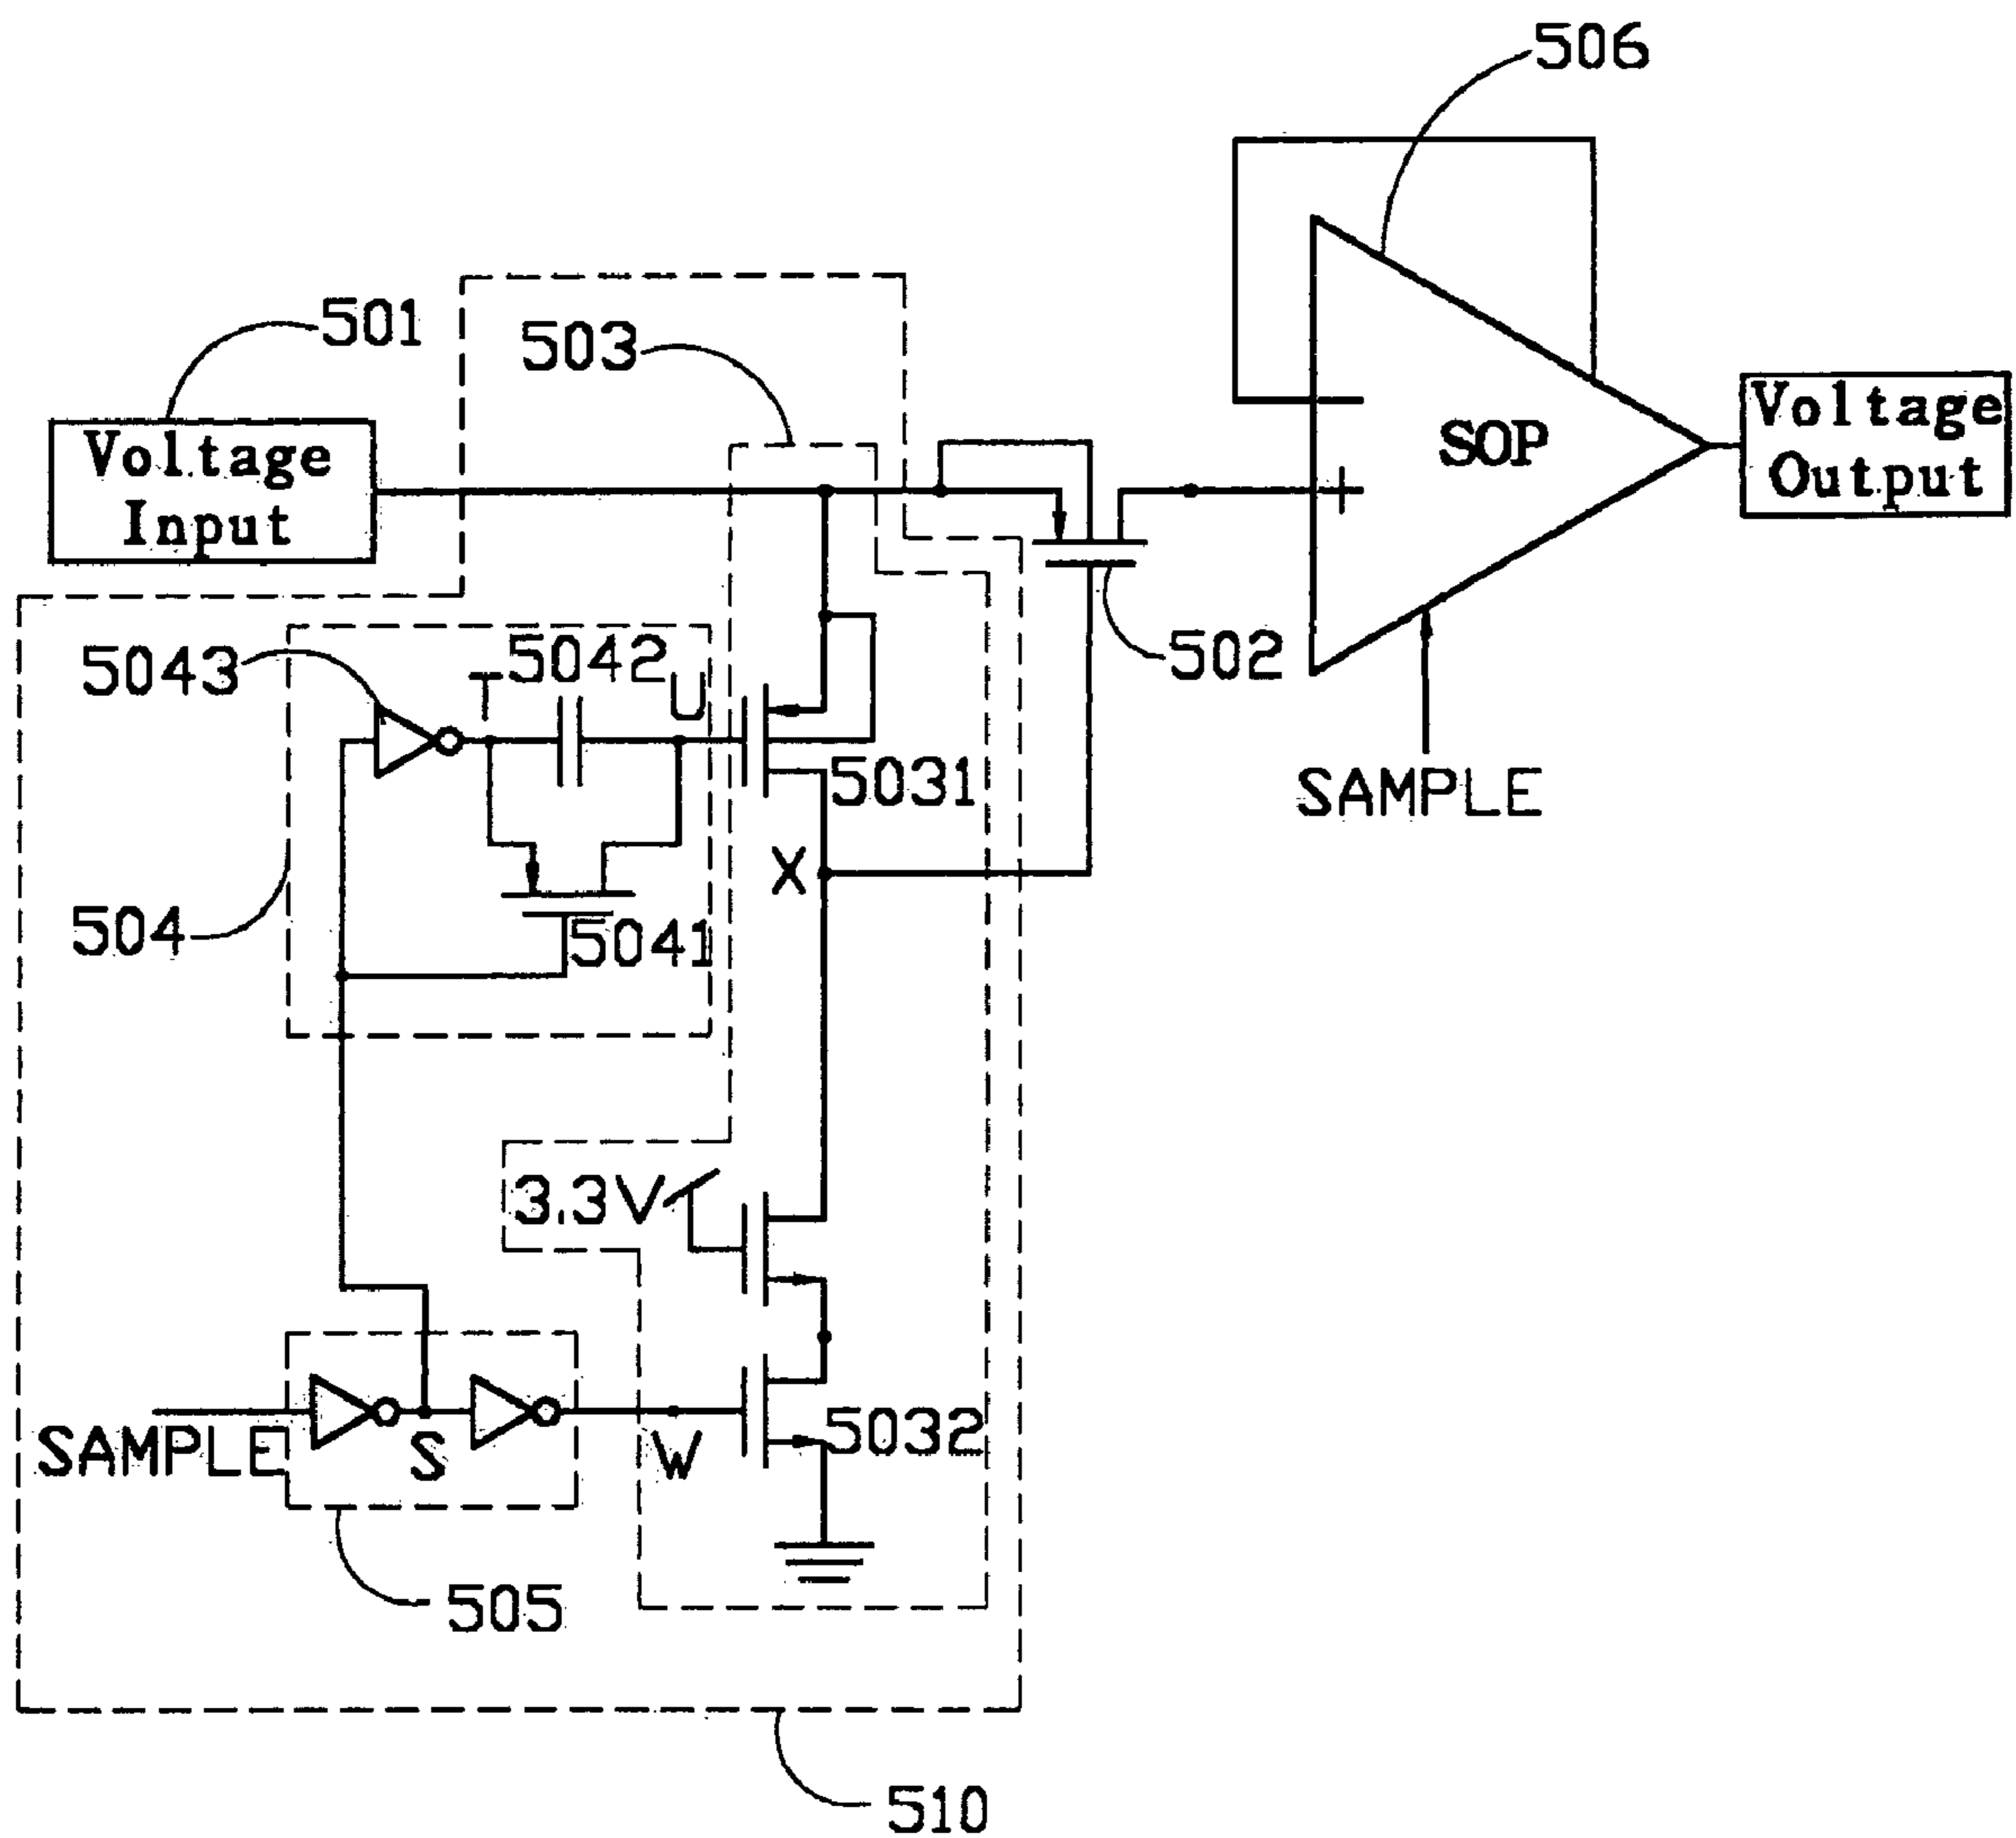 506
501
503
Voltage
Input
SOP
Voltage
Output
502
5043
T
5042
U
5031
SAMPLE
X
504
5041
3.3V
SAMPLE
S
W
5032
505
510